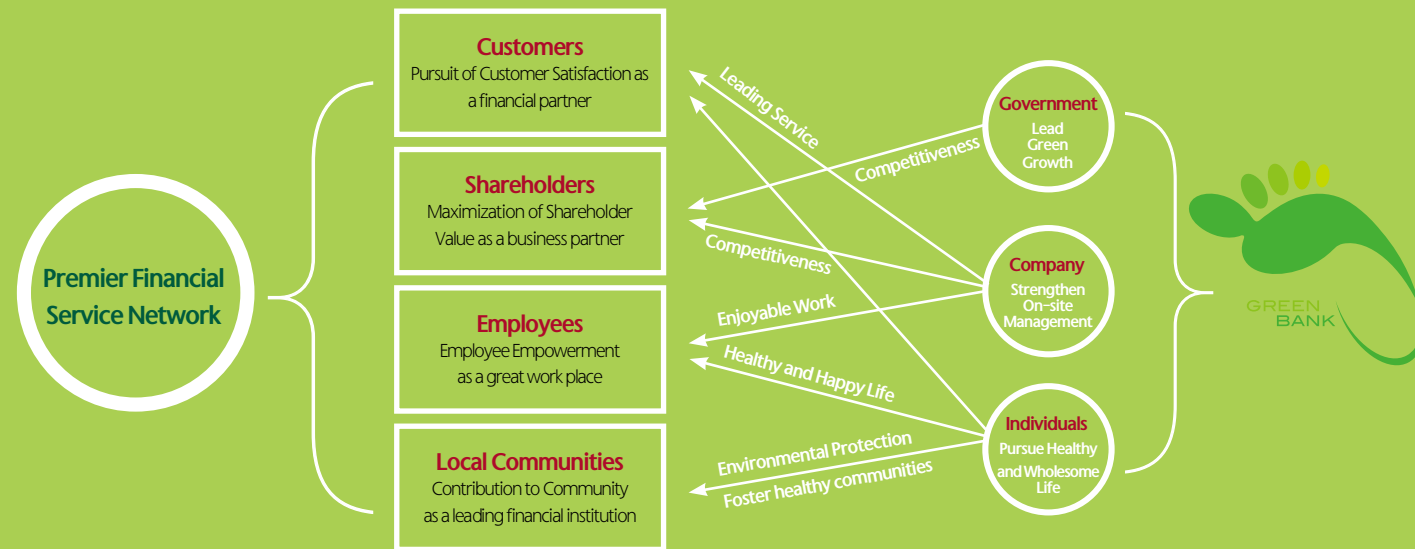 Premier Financial
Service Network
Customers
Pursuit of Customer Satisfaction as
a financial partner
Shareholders
Maximization of Shareholder
Value as a business partner
Employees
Employee Empowerment
as a great work place
Local Communities
Contribution to Community
as a leading financial institution
Leading Service
Competitiveness
Competitiveness
Enjoyable Work
Healthy and Happy Life
Environmental Protection
Foster healthy communities
Government
Lead
Green
Growth
Company
Strengthen
On-site
Management
Individuals
Pursue Healthy
and Wholesome
Life
GREEN
BANK